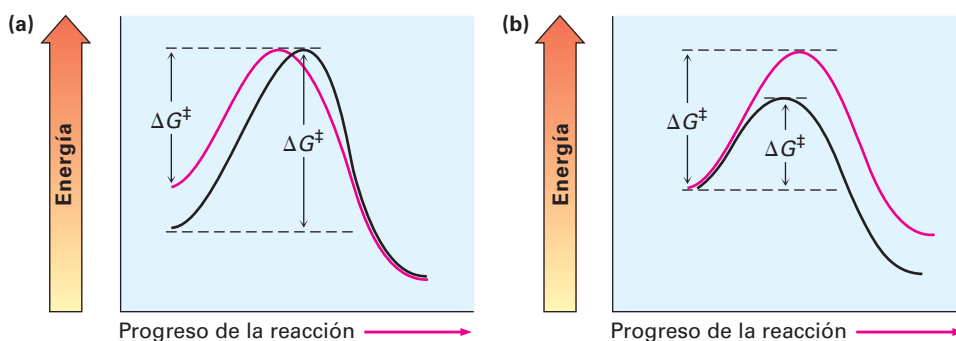 (a)
Energía
ΔG‡
ΔG‡
Progreso de la reacción
(b)
Energía
ΔG‡
ΔG‡
Progreso de la reacción